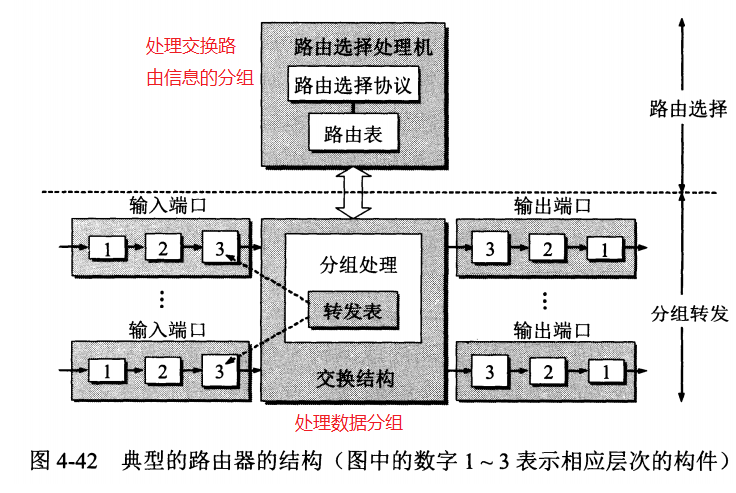 处理交换路
由信息的分组
路由选择处理机
路由选择协议
路由表
路由选择
输入端口
输出端口
1 2 3
3 2 1
分组处理
转发表
交换结构
分组转发
输入端口
输出端口
1 2 3
3 2 1
处理数据分组
图 4-42 典型的路由器的结构（图中的数字 1 ~ 3 表示相应层次的构件）